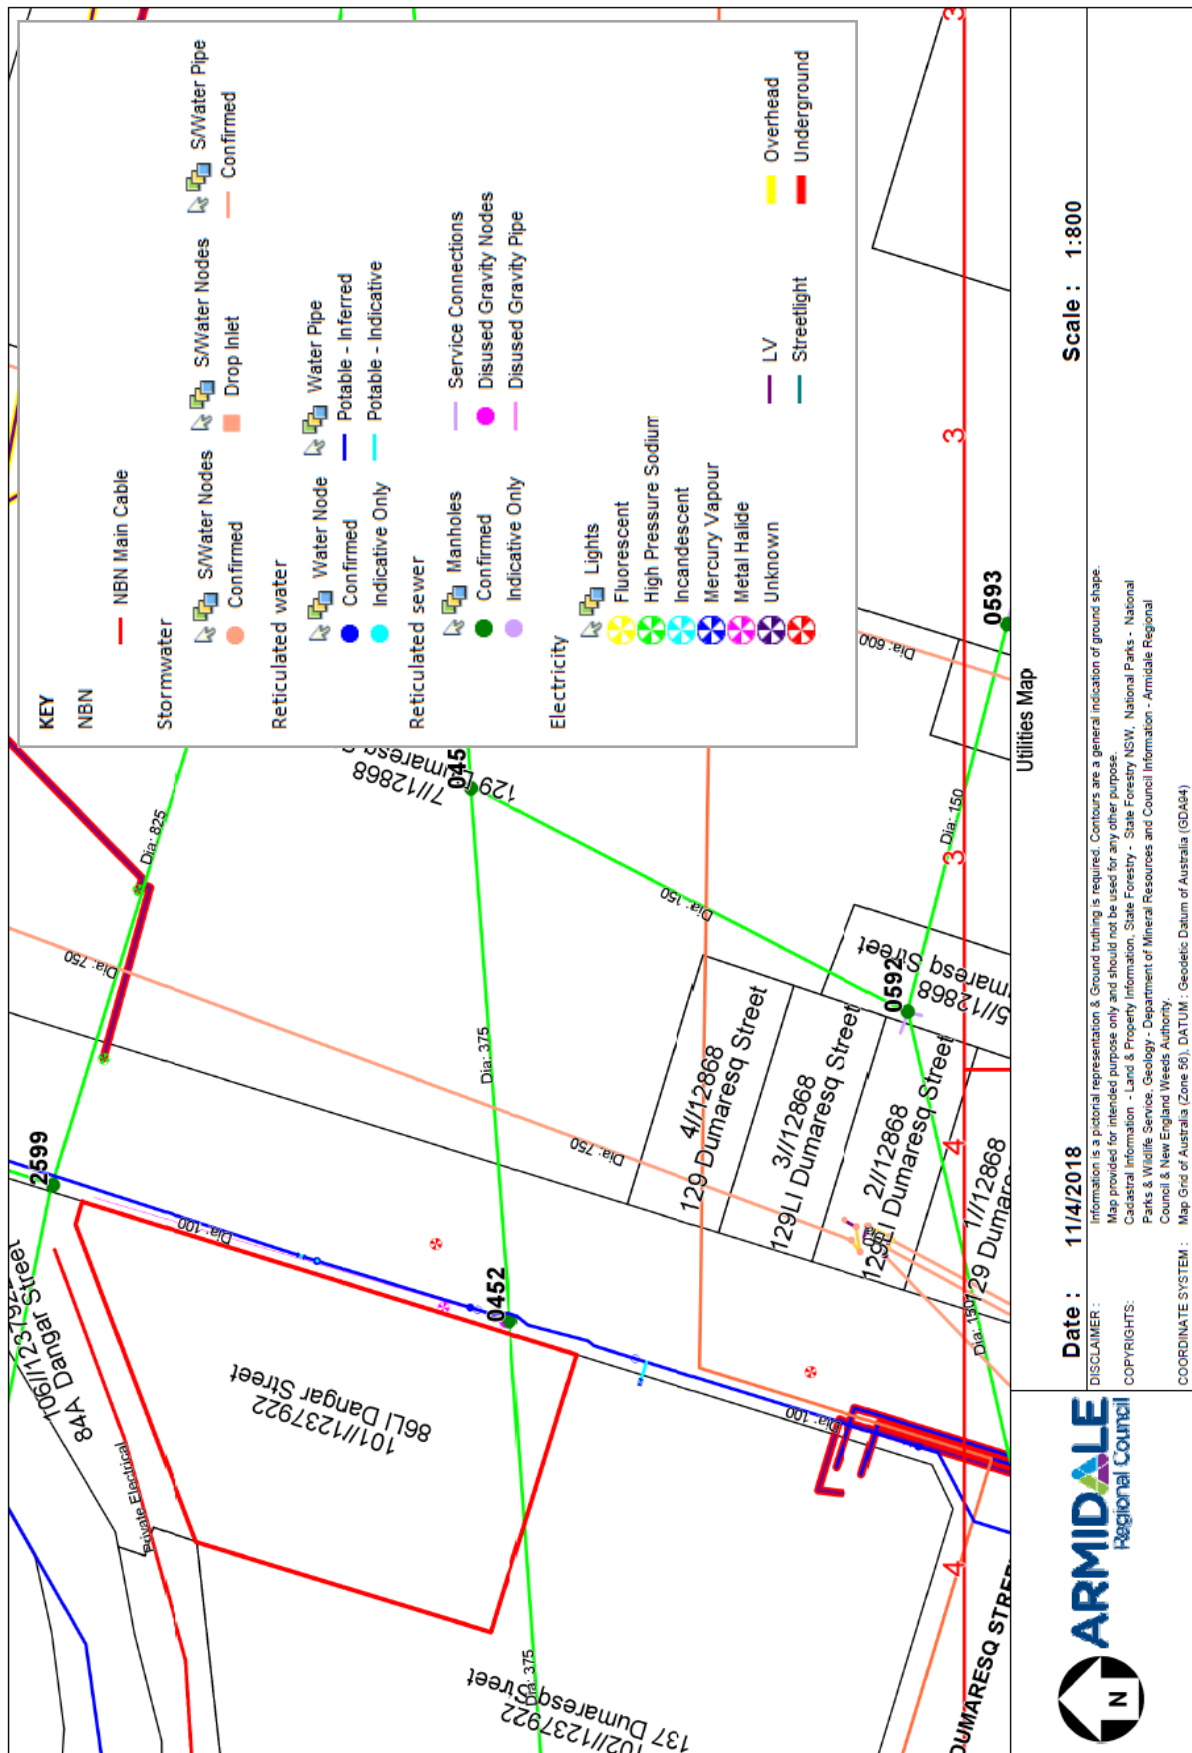 KEY
NBN
NBN Main Cable
Stormwater
S/Water Nodes
S/Water Nodes
S/Water Pipe
Confirmed
Drop Inlet
Confirmed
Reticulated water
Water Node
Water Pipe
Confirmed
Potable - Inferred
Indicative Only
Potable - Indicative
Reticulated sewer
Manholes
Service Connections
Confirmed
Disused Gravity Nodes
Indicative Only
Disused Gravity Pipe
Electricity
Lights
Fluorescent
High Pressure Sodium
Incandescent
Mercury Vapour
Metal Halide
LV
Overhead
Unknown
Streetlight
Underground
2599
84A Dangar Street
Private Electrical
Dia: 100
Dia: 750
Dia: 825
101//1237922
86LI Dangar Street
0452
Dia: 375
Dia: 375
102//1237922
137 Dumaresq Street
7//12868
Dia: 150
Dia: 750
4//12868
129 Dumaresq Street
3//12868
129LI Dumaresq Street
2//12868
129LI Dumaresq Street
1//12868
5//12868
0592
0593
Dia: 600
Dia: 150
Dia: 150
Dia: 100
3
3
3
4
4
DUMARESQ STRE
Utilities Map
Date : 11/4/2018
Scale : 1:800
DISCLAIMER : Information is a pictorial representation & Ground truthing is required. Contours are a general indication of ground shape.
Map provided for intended purpose only and should not be used for any other purpose.
COPYRIGHTS: Cadastral Information - Land & Property Information, State Forestry - State Forestry NSW, National Parks - National
Parks & Wildlife Service, Geology - Department of Mineral Resources and Council Information - Armidale Regional
Council & New England Weeds Authority.
COORDINATE SYSTEM : Map Grid of Australia (Zone 56), DATUM : Geodetic Datum of Australia (GDA94)
N
ARMIDALE
Regional Council